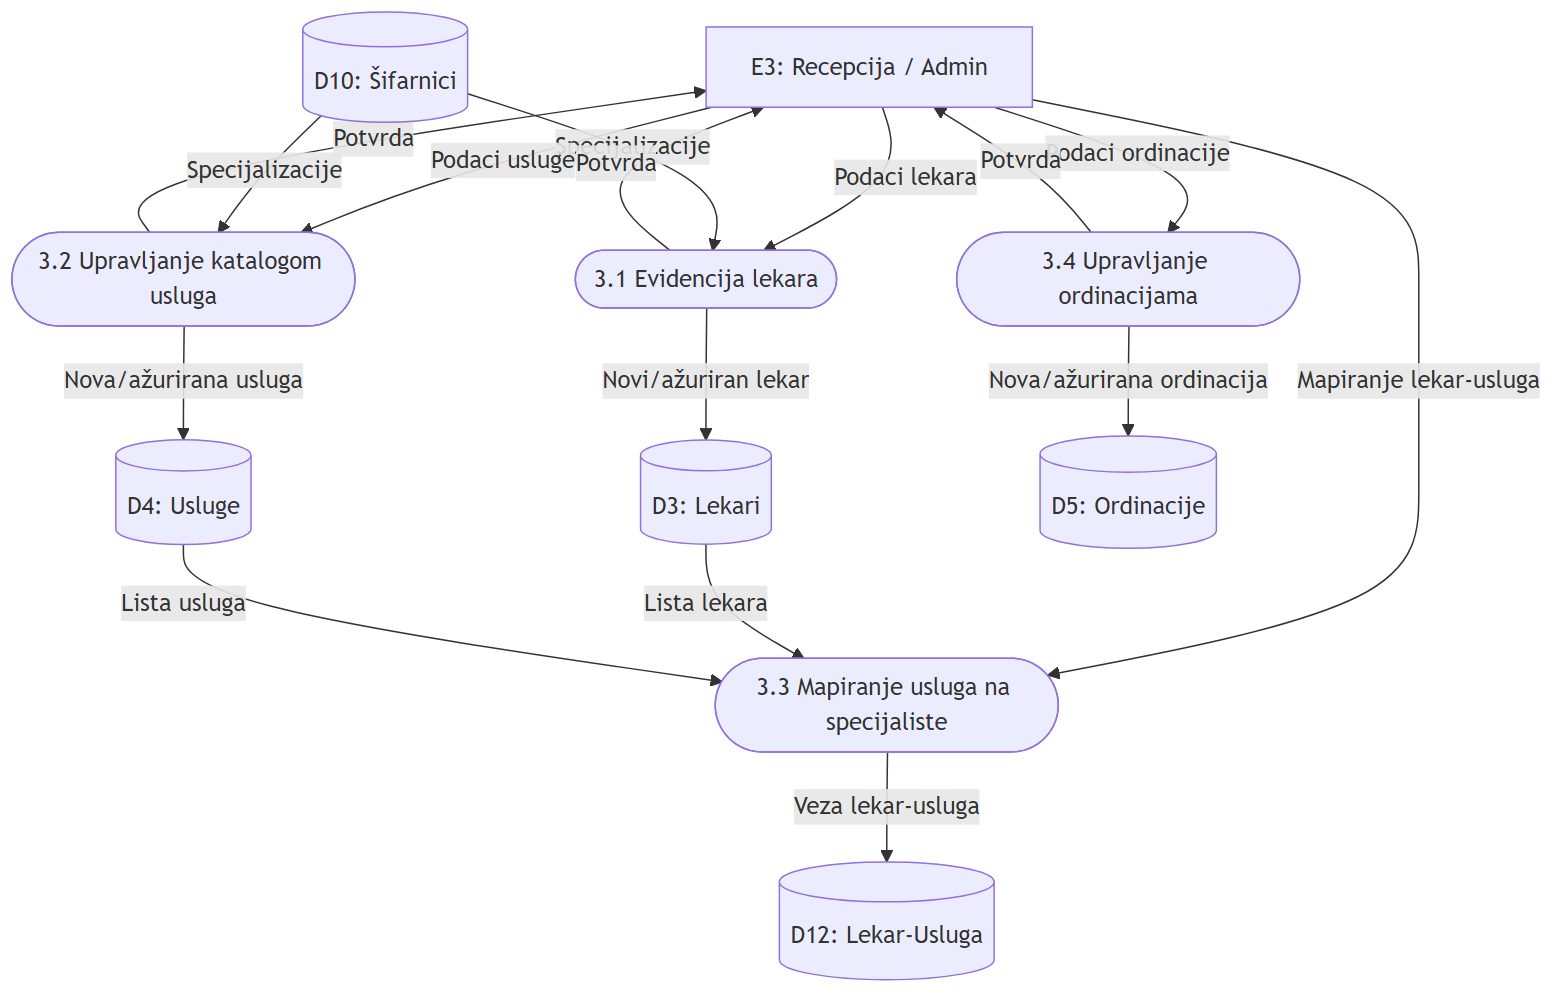 D10: Šifarnici
E3: Recepcija / Admin
Potvrda
Specijalizacije
Podaci usluge
Specijalizacije
Potvrda
Podaci lekara
Potvrda
Podaci ordinacije
3.2 Upravljanje katalogom
usluga
3.1 Evidencija lekara
3.4 Upravljanje
ordinacijama
Nova/ažurirana usluga
Novi/ažuriran lekar
Nova/ažurirana ordinacija
Mapiranje lekar-usluga
D4: Usluge
D3: Lekari
D5: Ordinacije
Lista usluga
Lista lekara
3.3 Mapiranje usluga na
specijaliste
Veza lekar-usluga
D12: Lekar-Usluga